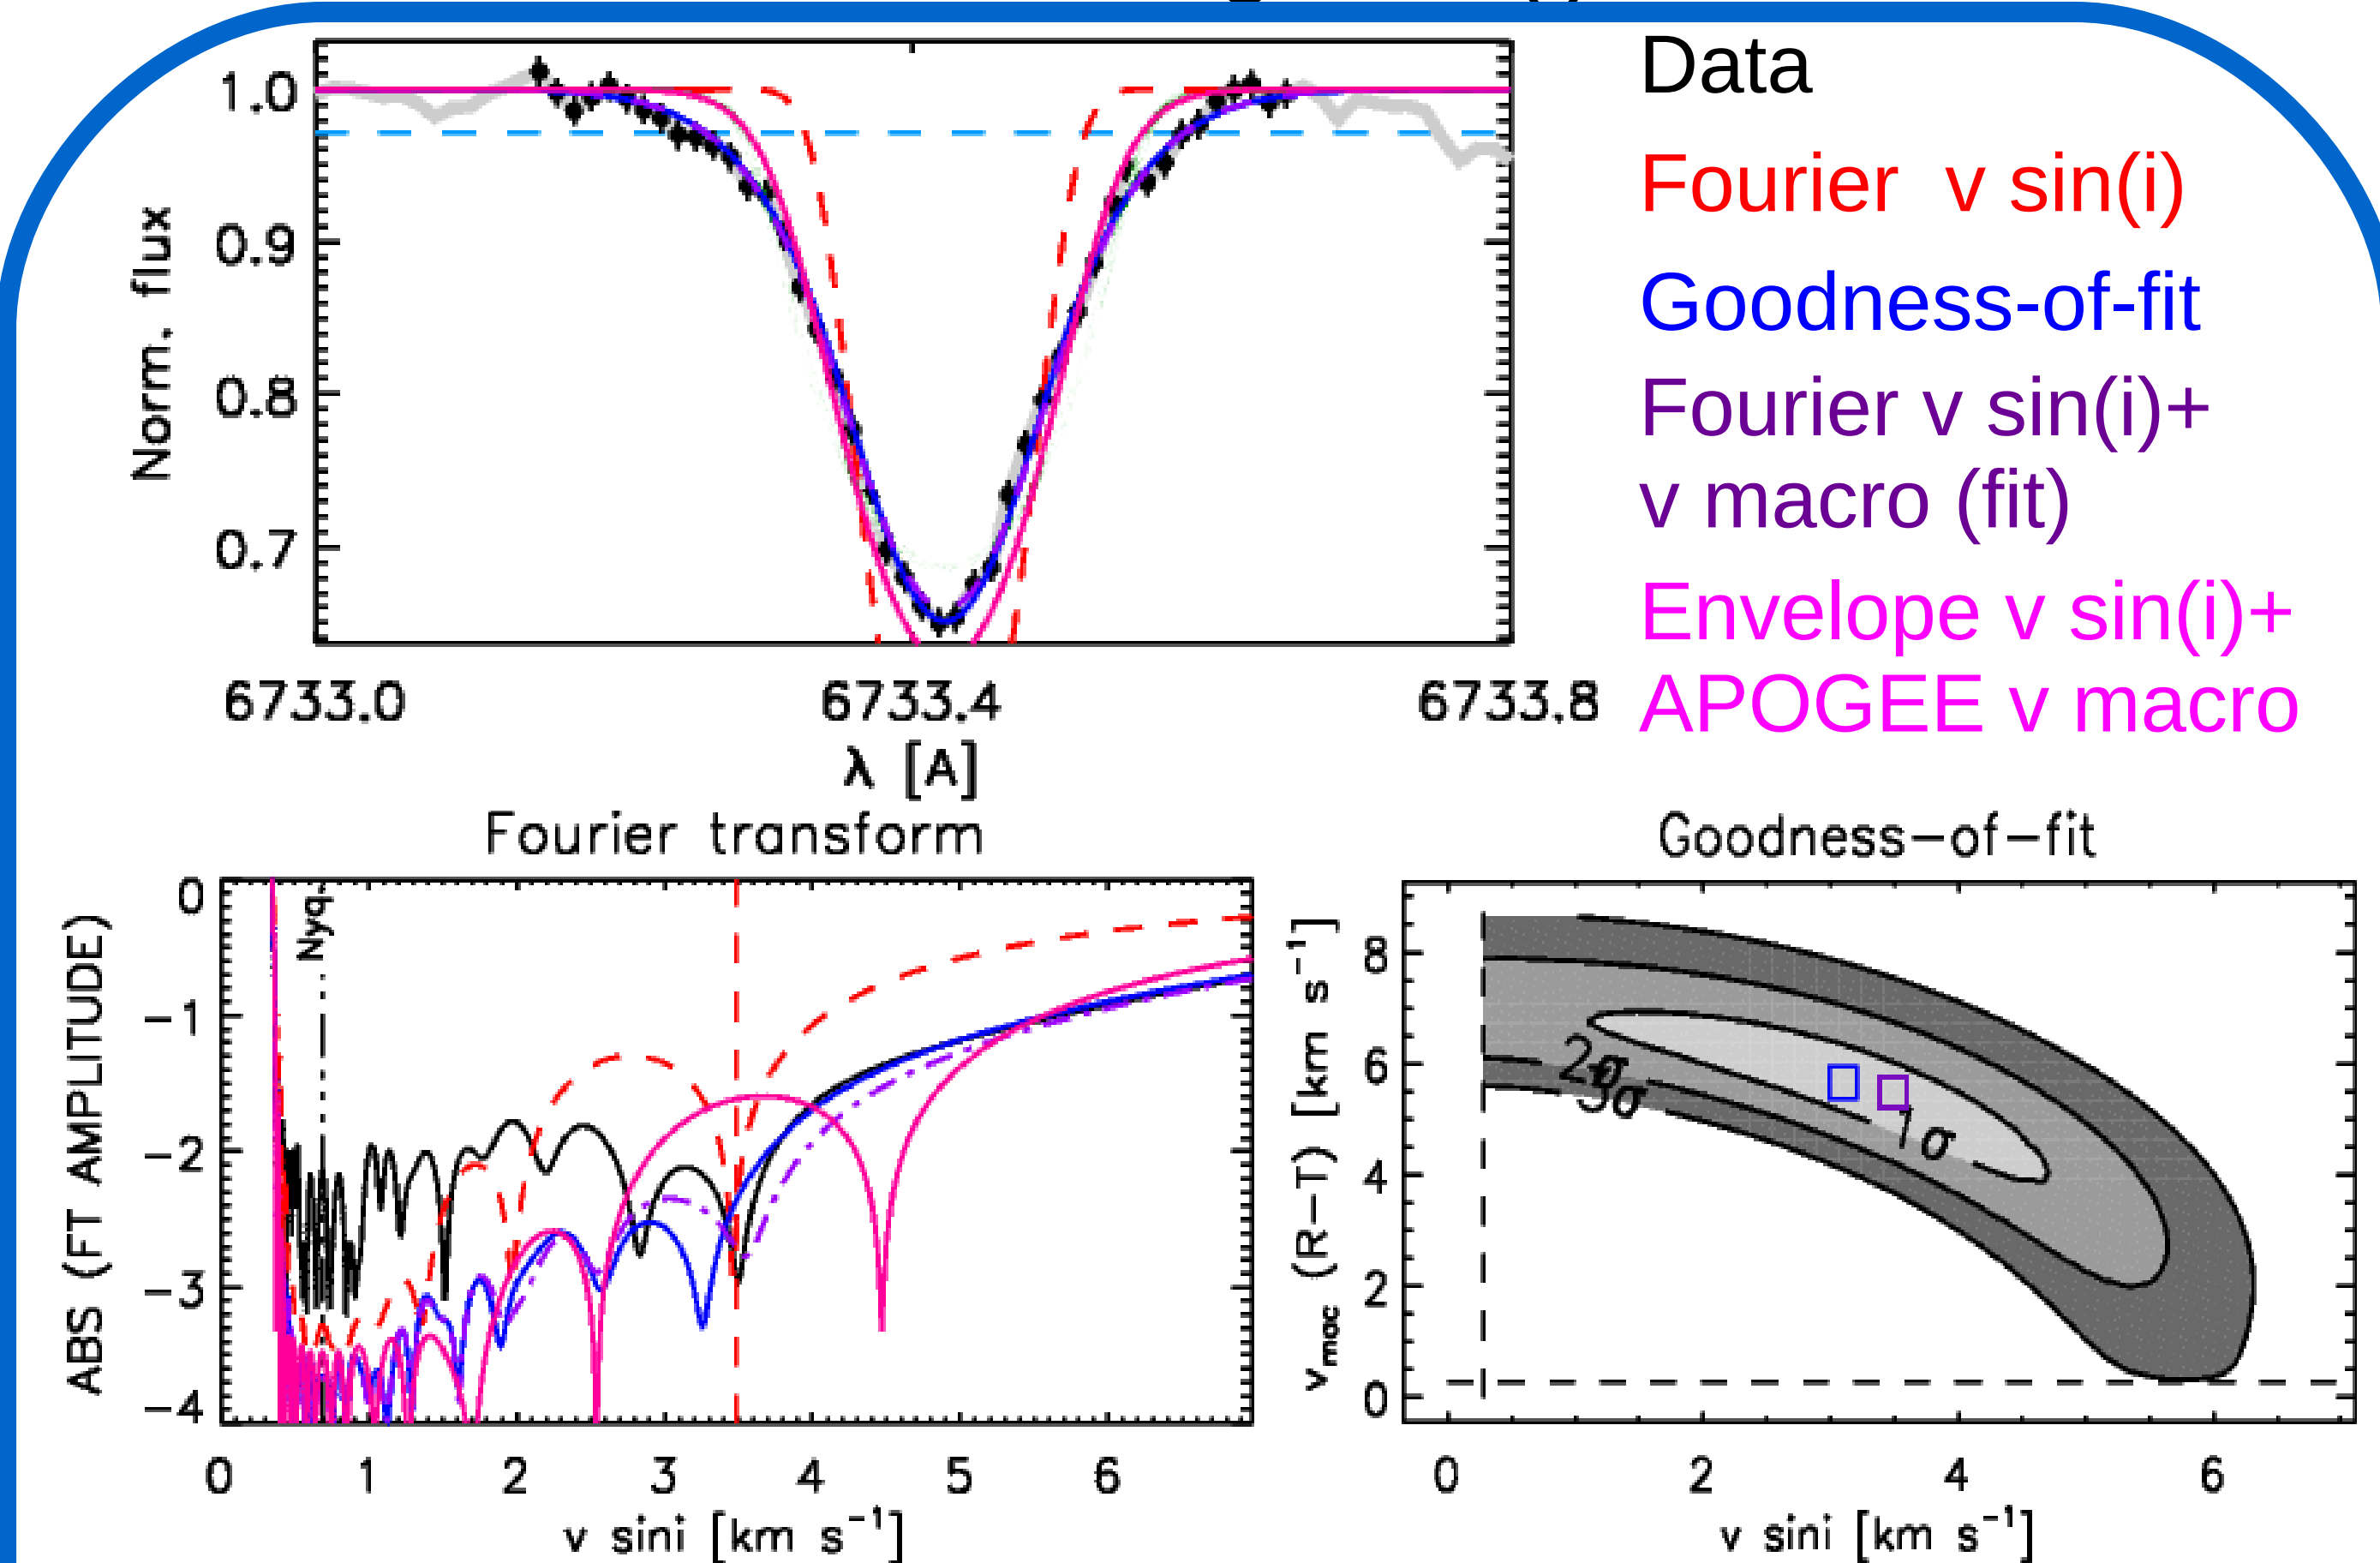 Data
Fourier v sin(i)
Goodness-of-fit
Fourier v sin(i)+
v macro (fit)
Envelope v sin(i)+
APOGEE v macro
Norm. flux
1.0
0.9
0.8
0.7
6733.0 6733.4 6733.8
λ [A]
Fourier transform
ABS (FT AMPLITUDE)
0
−1
−2
−3
−4
Nyq.
0 1 2 3 4 5 6
v sini [km s⁻¹]
Goodness−of−fit
vmac (R−T) [km s⁻¹]
8
6
4
2
0
2σ
3σ
1σ
0 2 4 6
v sini [km s⁻¹]